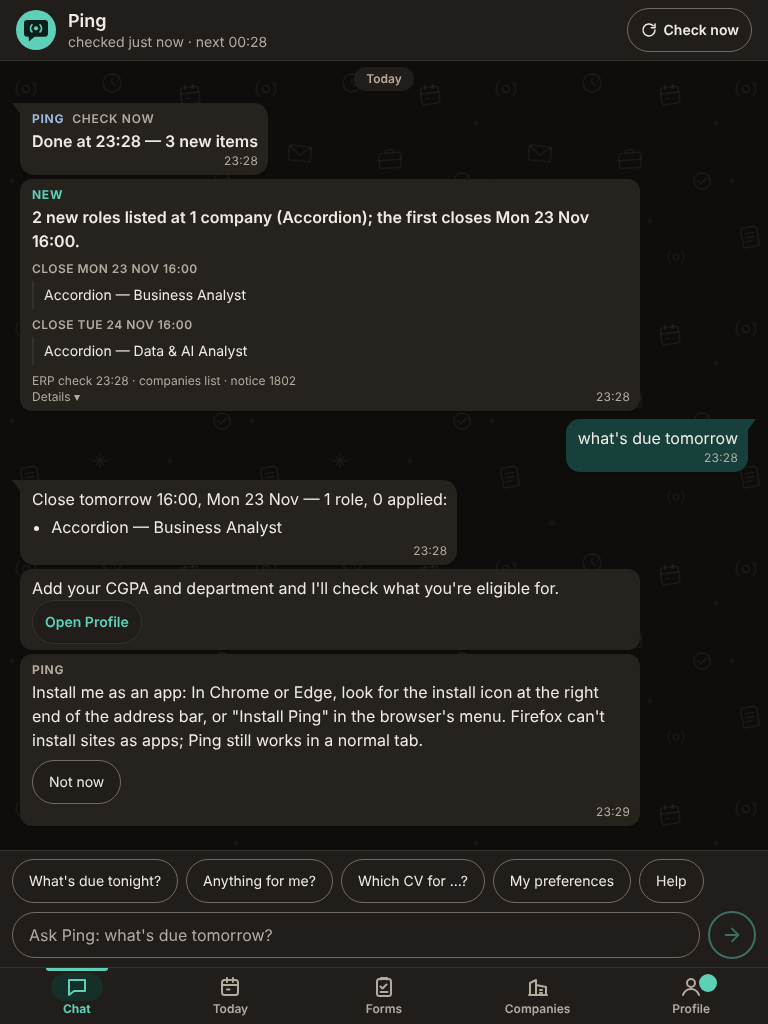 Ping
checked just now · next 00:28
Check now
Today
PING CHECK NOW
Done at 23:28 — 3 new items
23:28
NEW
2 new roles listed at 1 company (Accordion); the first closes Mon 23 Nov
16:00.
CLOSE MON 23 NOV 16:00
Accordion — Business Analyst
CLOSE TUE 24 NOV 16:00
Accordion — Data & AI Analyst
ERP check 23:28 · companies list · notice 1802
Details ▾
23:28
what's due tomorrow
23:28
Close tomorrow 16:00, Mon 23 Nov — 1 role, 0 applied:
• Accordion — Business Analyst
23:28
Add your CGPA and department and I'll check what you're eligible for.
Open Profile
PING
Install me as an app: In Chrome or Edge, look for the install icon at the right
end of the address bar, or "Install Ping" in the browser's menu. Firefox can't
install sites as apps; Ping still works in a normal tab.
Not now
23:29
What's due tonight?
Anything for me?
Which CV for ...?
My preferences
Help
Ask Ping: what's due tomorrow?
Chat
Today
Forms
Companies
Profile